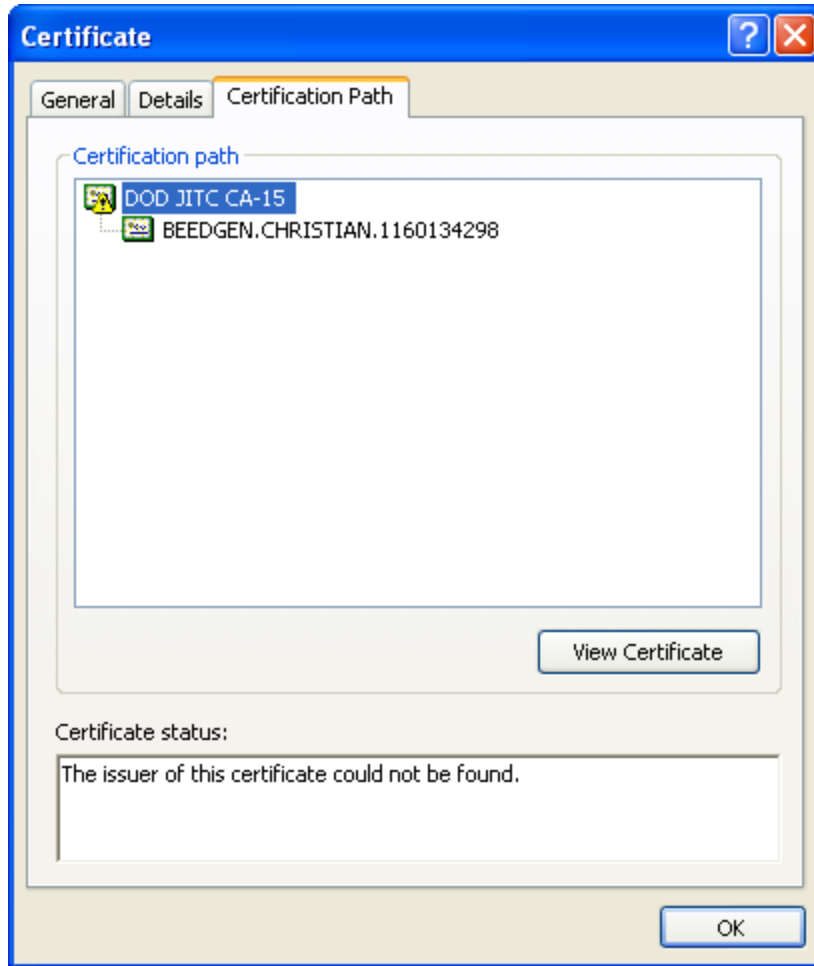 Certificate
?
General
Details
Certification Path
Certification path
DOD JITC CA-15
BEEDGEN.CHRISTIAN.1160134298
View Certificate
Certificate status:
The issuer of this certificate could not be found.
OK